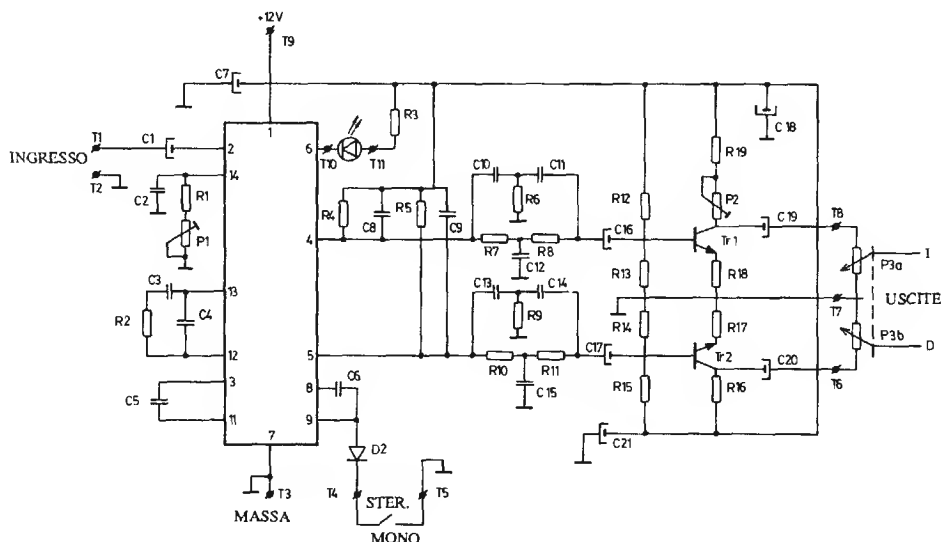 +12V
T9
C7
1
R3
C18
T1
C1
2
6
T10
T11
INGRESSO
14
C10
C11
R19
T2
C2
R1
R4
C8
R5
C9
R6
R12
P2
C19
T8
P1
4
R7
R8
C16
Tr1
I
C12
P3a
C3
13
C13
C14
R13
R18
USCITE
R2
C4
R9
R14
R17
T7
P3b
12
5
C17
Tr2
D
R10
R11
C20
3
C6
C15
R15
R16
T6
C5
8
11
9
7
D2
C21
T3
T4
STER.
T5
MASSA
MONO